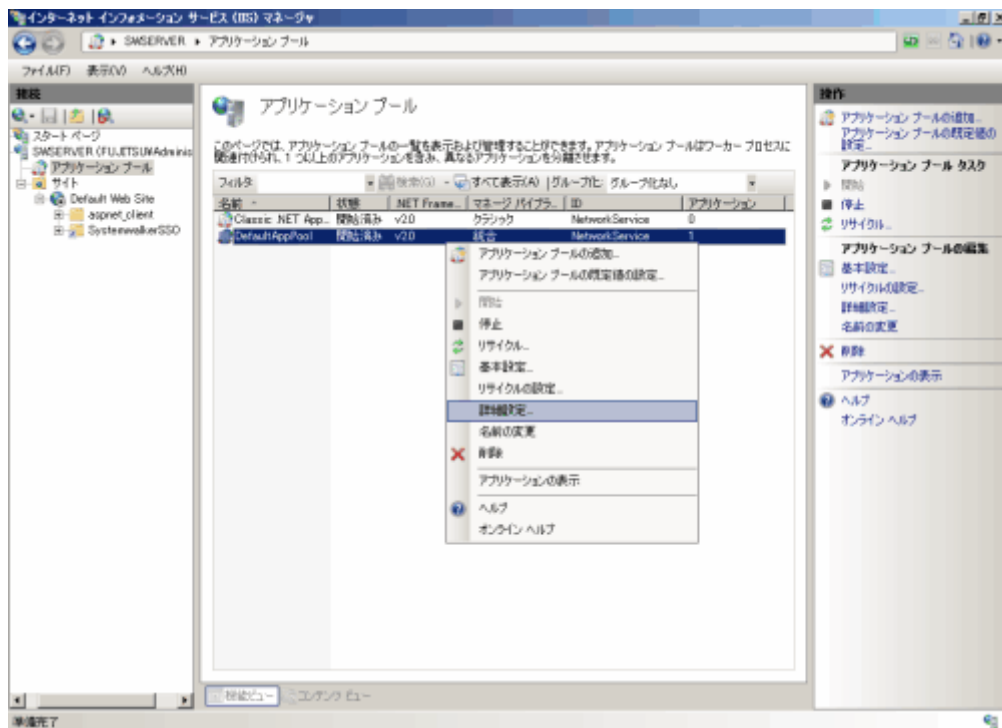 インターネット インフォメーション サービス (IIS) マネージャ
SWSERVER アプリケーション プール
ファイル(F) 表示(V) ヘルプ(H)
接続
スタート ページ
SWSERVER (FUJITSU¥Adminis
アプリケーション プール
サイト
Default Web Site
aspnet_client
SystemwalkerSSO
アプリケーション プール
このページでは、アプリケーション プールの一覧を表示および管理することができます。アプリケーション プールはワーカー プロセスに
関連付けられ、1 つ以上のアプリケーションを含み、異なるアプリケーションを分離させます。
フィルタ: 検索(G) すべて表示(A) グループ化: グループ化なし
名前 状態 .NET Frame... マネージ パイプラ... ID アプリケーション
Classic .NET App... 開始済み v2.0 クラシック NetworkService 0
DefaultAppPool 開始済み v2.0 統合 NetworkService 1
アプリケーション プールの追加...
アプリケーション プールの既定値の設定...
開始
停止
リサイクル...
基本設定...
リサイクルの設定...
詳細設定...
名前の変更
削除
アプリケーションの表示
ヘルプ
オンライン ヘルプ
操作
アプリケーション プールの追加...
アプリケーション プールの既定値の
設定...
アプリケーション プール タスク
開始
停止
リサイクル...
アプリケーション プールの編集
基本設定...
リサイクルの設定...
詳細設定...
名前の変更
削除
アプリケーションの表示
ヘルプ
オンライン ヘルプ
機能ビュー コンテンツ ビュー
準備完了